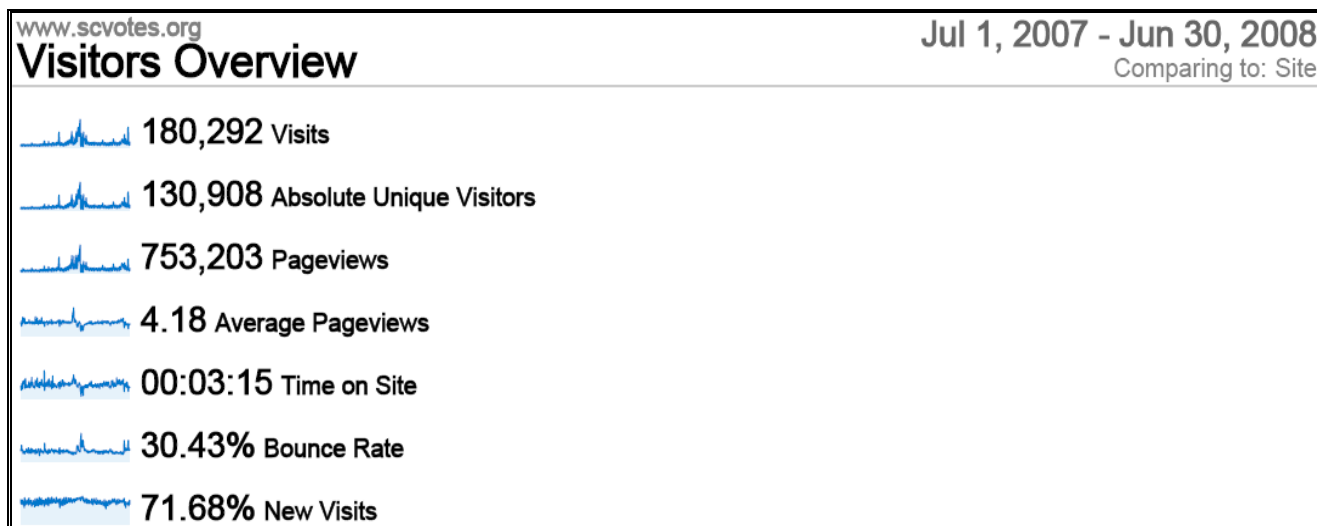 www.scvotes.org
Visitors Overview
Jul 1, 2007 - Jun 30, 2008
Comparing to: Site
180,292 Visits
130,908 Absolute Unique Visitors
753,203 Pageviews
4.18 Average Pageviews
00:03:15 Time on Site
30.43% Bounce Rate
71.68% New Visits